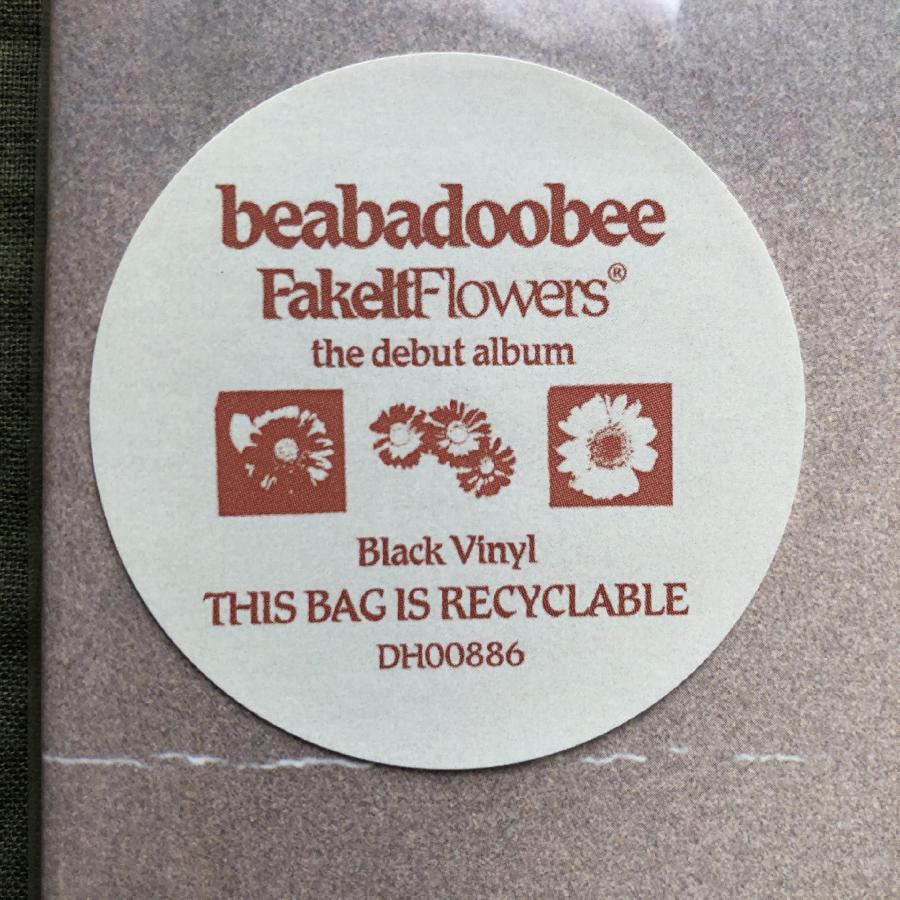 beabadoobee
FakeItFlowers®
the debut album
Black Vinyl
THIS BAG IS RECYCLABLE
DH00886